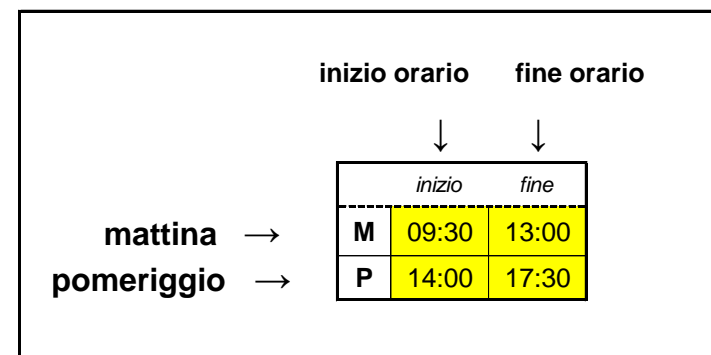 inizio orario fine orario
↓ ↓
inizio fine
mattina → M 09:30 13:00
pomeriggio → P 14:00 17:30